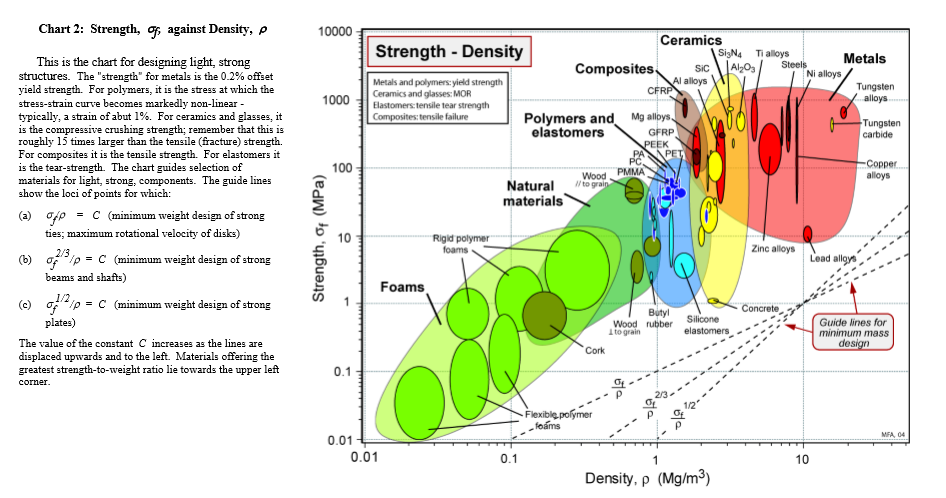 Chart 2: Strength, σf, against Density, ρ
This is the chart for designing light, strong
structures. The "strength" for metals is the 0.2% offset
yield strength. For polymers, it is the stress at which the
stress-strain curve becomes markedly non-linear -
typically, a strain of abut 1%. For ceramics and glasses, it
is the compressive crushing strength; remember that this is
roughly 15 times larger than the tensile (fracture) strength.
For composites it is the tensile strength. For elastomers it
is the tear-strength. The chart guides selection of
materials for light, strong, components. The guide lines
show the loci of points for which:
(a) σf/ρ = C (minimum weight design of strong
ties; maximum rotational velocity of disks)
(b) σf^2/3/ρ = C (minimum weight design of strong
beams and shafts)
(c) σf^1/2/ρ = C (minimum weight design of strong
plates)
The value of the constant C increases as the lines are
displaced upwards and to the left. Materials offering the
greatest strength-to-weight ratio lie towards the upper left
corner.
Strength - Density
Metals and polymers: yield strength
Ceramics and glasses: MOR
Elastomers: tensile tear strength
Composites: tensile failure
Strength, σf (MPa)
10000
1000
100
10
1
0.1
0.01
0.01
0.1
1
10
Density, ρ (Mg/m3)
Ceramics
Composites
Metals
Polymers and
elastomers
Natural
materials
Foams
Si3N4
Ti alloys
SiC
Al2O3
Steels
Ni alloys
Al alloys
CFRP
Tungsten
alloys
Mg alloys
GFRP
Tungsten
carbide
PEEK
PA
PET
PC
PMMA
Copper
alloys
Wood
// to grain
Rigid polymer
foams
Zinc alloys
Lead alloys
Wood
⊥ to grain
Butyl
rubber
Silicone
elastomers
Concrete
Cork
Flexible polymer
foams
Guide lines for
minimum mass
design
σf
ρ
σf^2/3
ρ
σf^1/2
ρ
MFA, 04